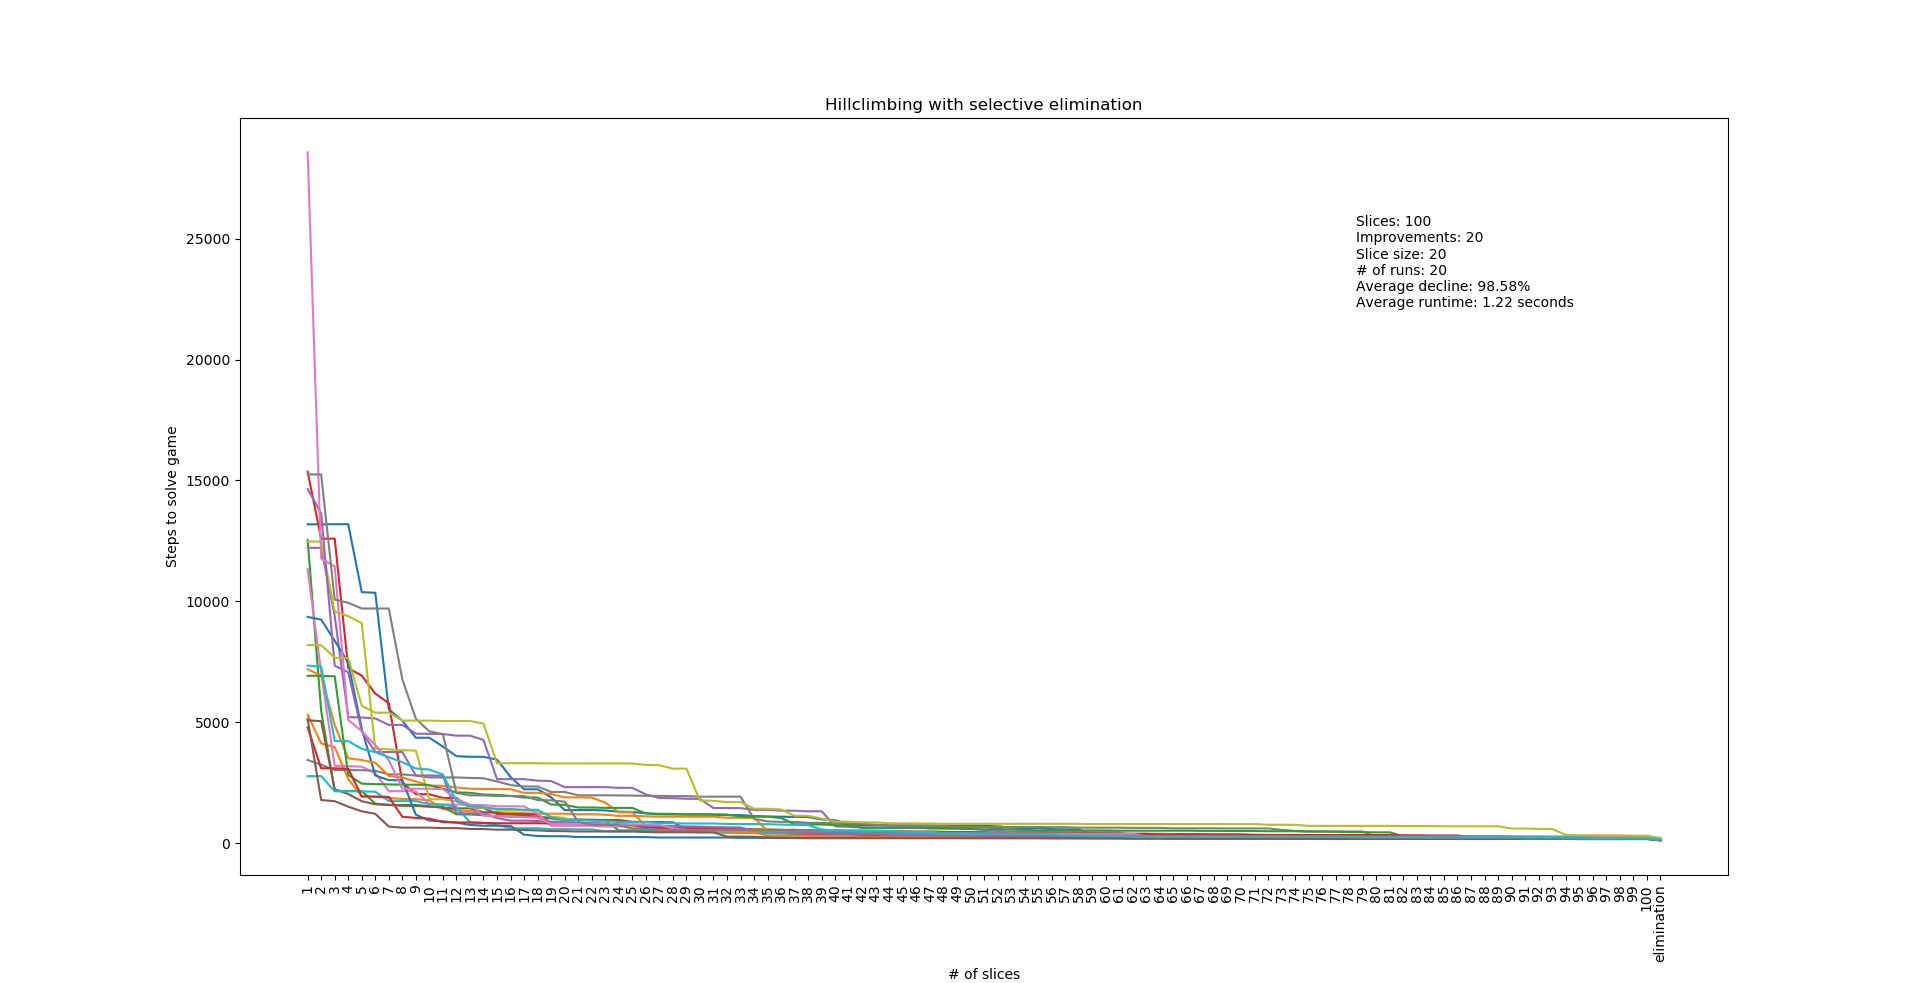 Hillclimbing with selective elimination
Slices: 100
Improvements: 20
Slice size: 20
# of runs: 20
Average decline: 98.58%
Average runtime: 1.22 seconds
Steps to solve game
25000
20000
15000
10000
5000
0
1 2 3 4 5 6 7 8 9 10 11 12 13 14 15 16 17 18 19 20 21 22 23 24 25 26 27 28 29 30 31 32 33 34 35 36 37 38 39 40 41 42 43 44 45 46 47 48 49 50 51 52 53 54 55 56 57 58 59 60 61 62 63 64 65 66 67 68 69 70 71 72 73 74 75 76 77 78 79 80 81 82 83 84 85 86 87 88 89 90 91 92 93 94 95 96 97 98 99 100 elimination
# of slices